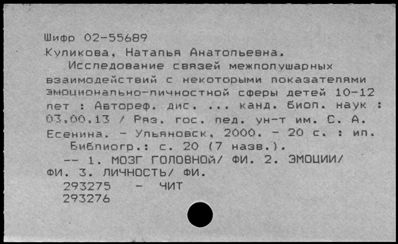 Шифр 02-55689
Куликова, Наталья Анатольевна.
Исследование связей межполушарных
взаимодействий с некоторыми показателями
эмоционально-личностной сферы детей 10-12
лет : Автореф. дис. ... канд. биол. наук :
03.00.13 / Ряз. гос. пед. ун-т им. С. А.
Есенина. - Ульяновск, 2000. - 20 с. : ил.
Библиогр.: с. 20 (7 назв.).
-- 1. МОЗГ ГОЛОВНОЙ/ ФИ. 2. ЭМОЦИИ/
ФИ. 3. ЛИЧНОСТЬ/ ФИ.
293275 - ЧИТ
293276